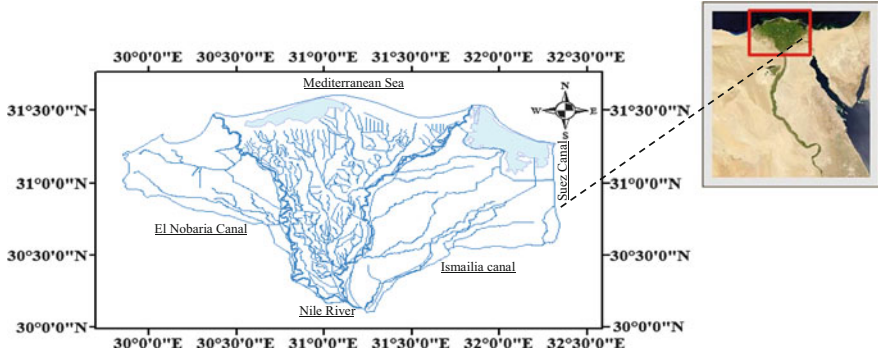 30°0'0"E 30°30'0"E 31°0'0"E 31°30'0"E 32°0'0"E 32°30'0"E
Mediterranean Sea
N
W E
S
31°30'0"N 31°30'0"N
Suez Canal
31°0'0"N 31°0'0"N
El Nobaria Canal
30°30'0"N 30°30'0"N
Ismailia canal
Nile River
30°0'0"N 30°0'0"N
30°0'0"E 30°30'0"E 31°0'0"E 31°30'0"E 32°0'0"E 32°30'0"E